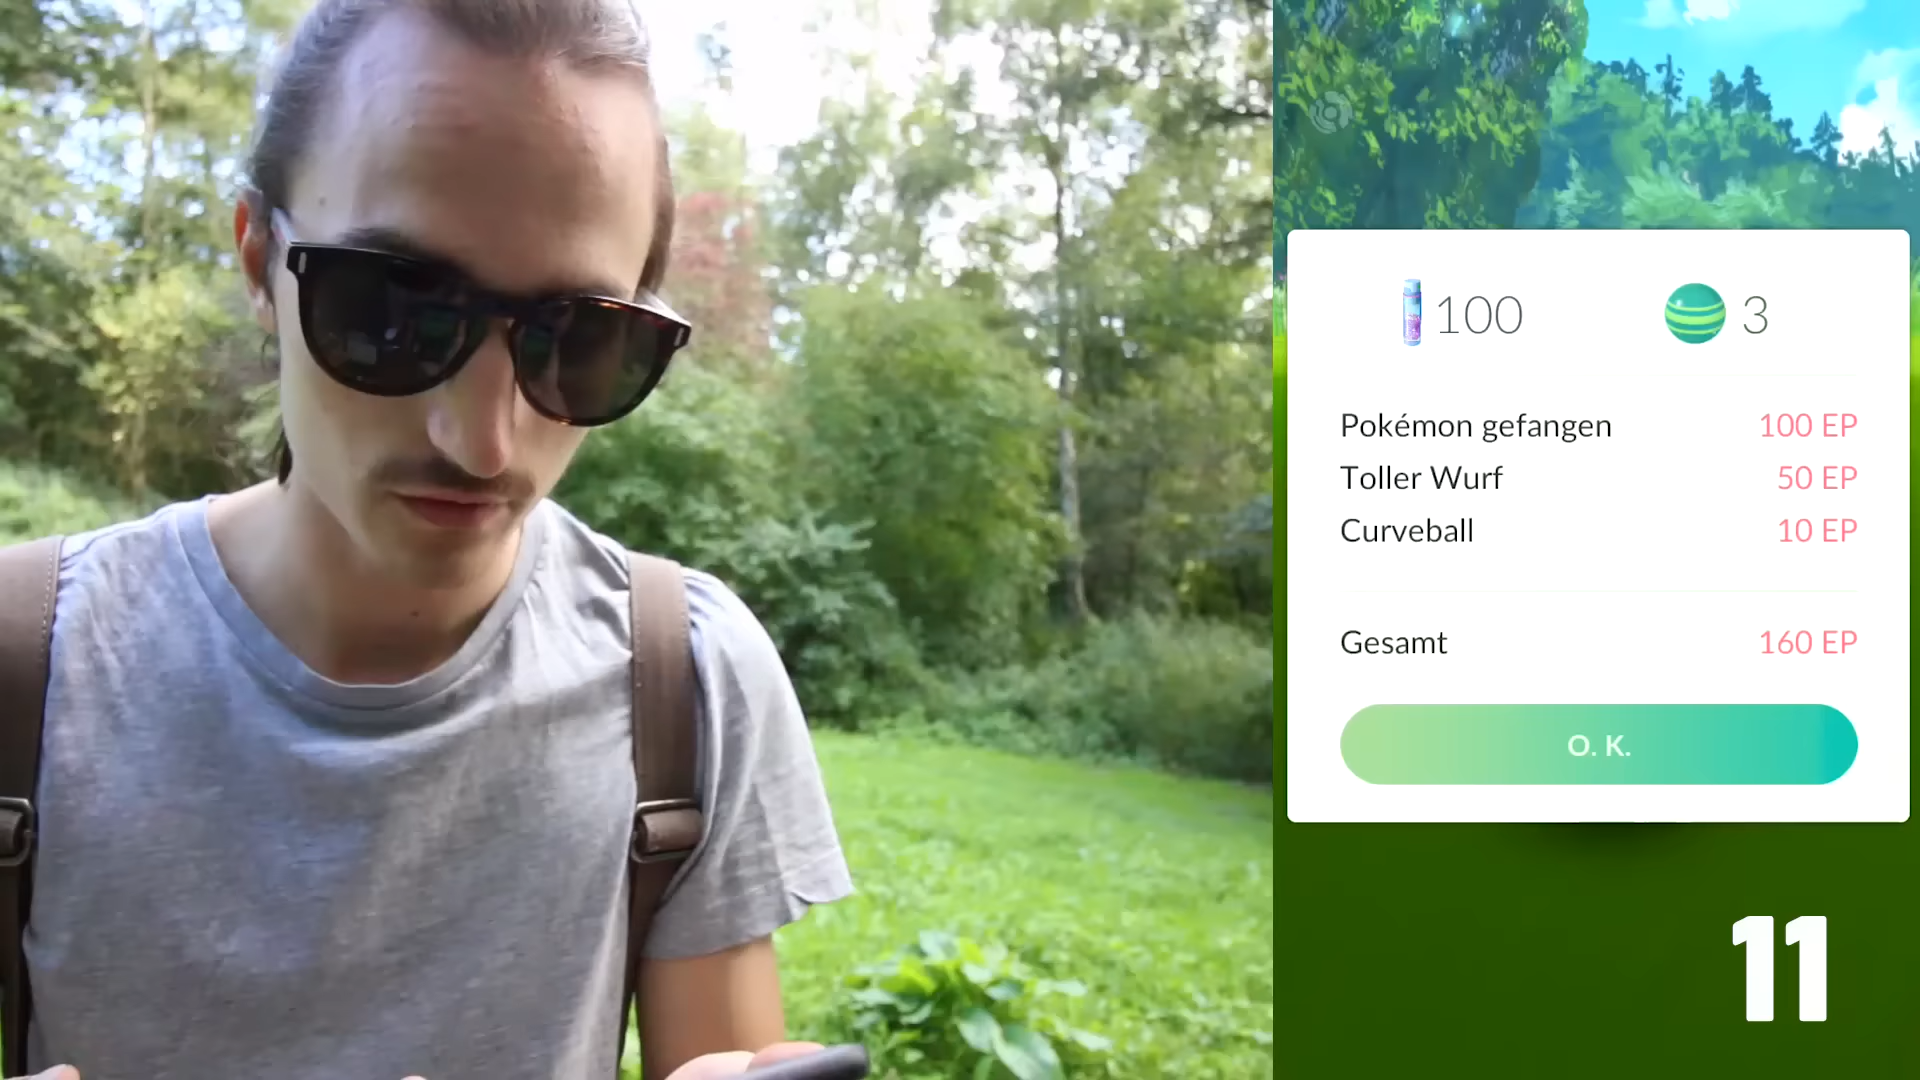 100 3
Pokémon gefangen 100 EP
Toller Wurf 50 EP
Curveball 10 EP
Gesamt 160 EP
O. K.
11